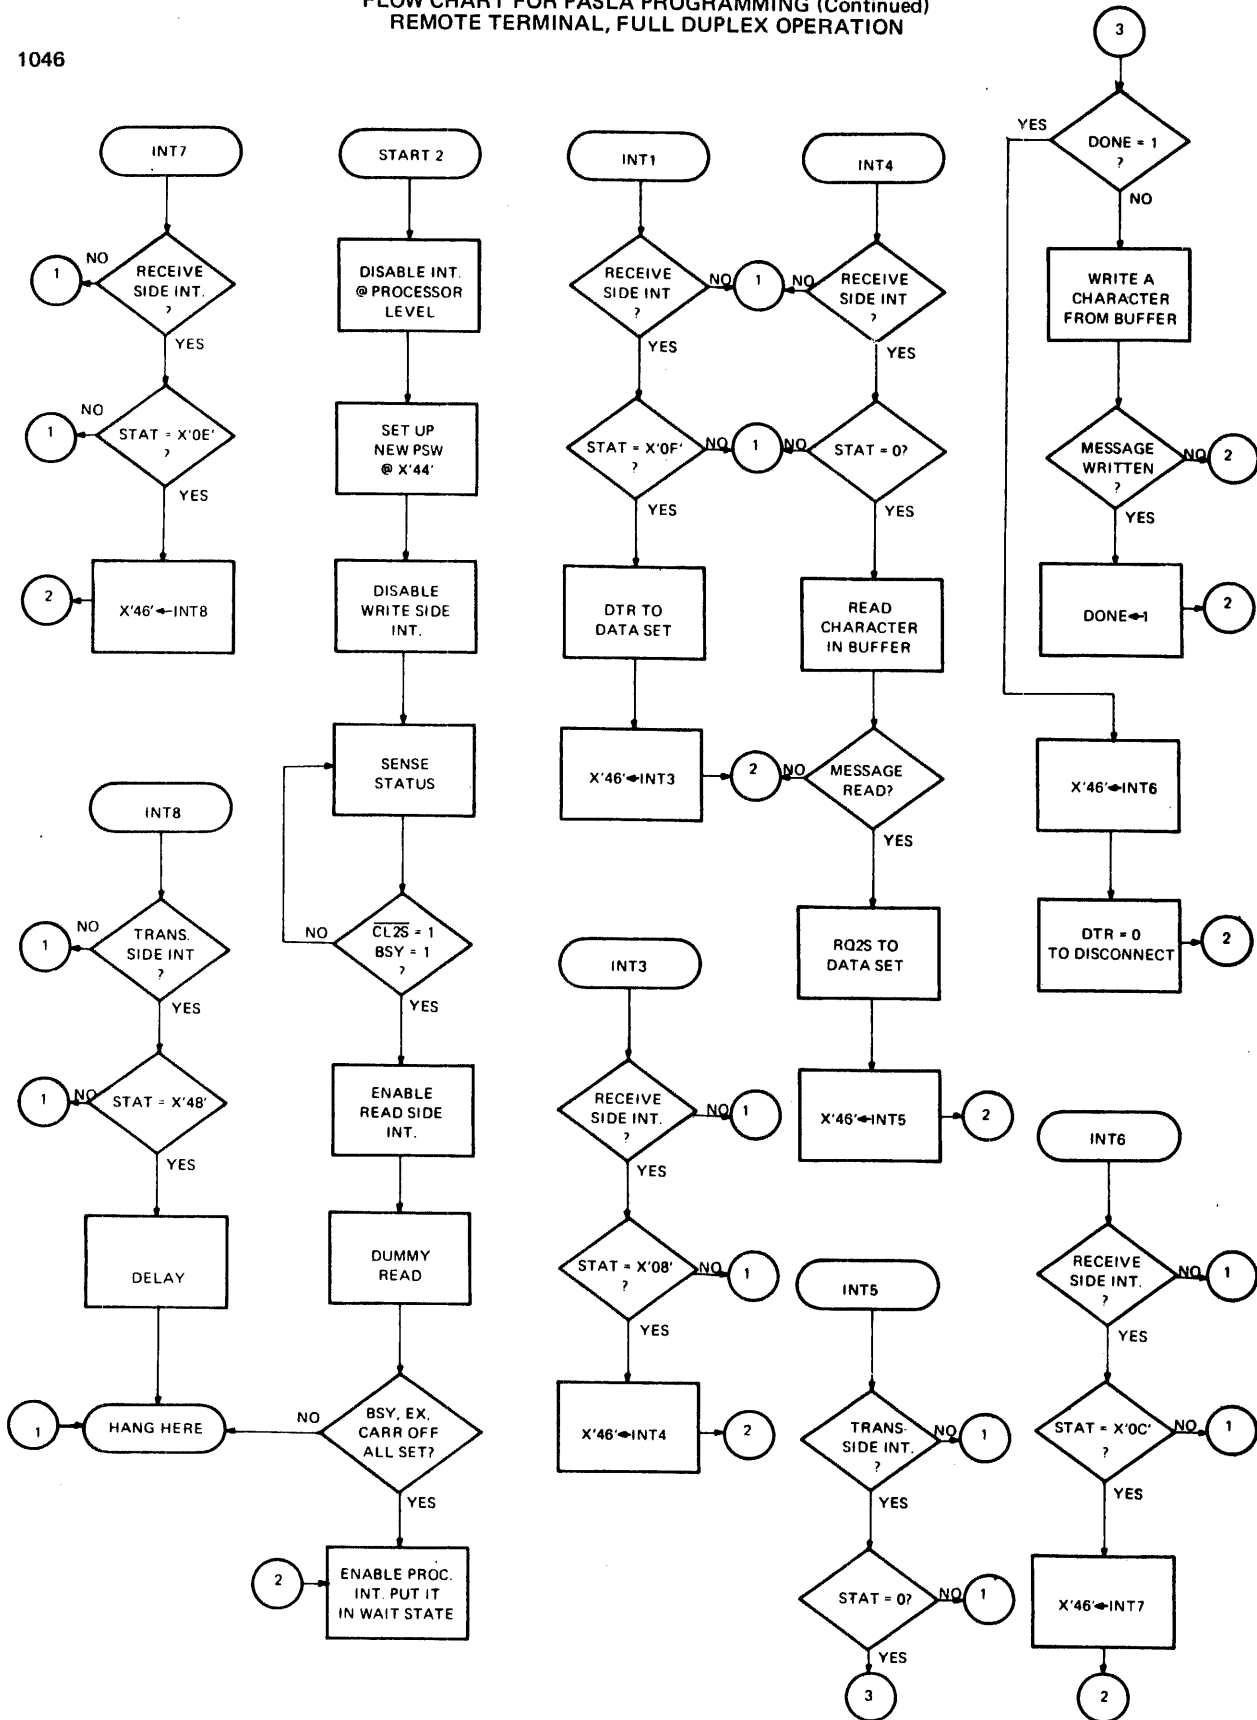 FLOW CHART FOR PASLA PROGRAMMING (Continued)
REMOTE TERMINAL, FULL DUPLEX OPERATION
1046
INT7
NO
1
RECEIVE
SIDE INT.
?
YES
NO
1
STAT = X'0E'
?
YES
2
X'46'←INT8
INT8
NO
1
TRANS.
SIDE INT
?
YES
NO
1
STAT = X'48'
YES
DELAY
1
HANG HERE
START 2
DISABLE INT.
@ PROCESSOR
LEVEL
SET UP
NEW PSW
@ X'44'
DISABLE
WRITE SIDE
INT.
SENSE
STATUS
NO
C̅L̅2̅S̅ = 1
BSY = 1
?
YES
ENABLE
READ SIDE
INT.
DUMMY
READ
NO
BSY, EX,
CARR OFF
ALL SET?
YES
2
ENABLE PROC.
INT. PUT IT
IN WAIT STATE
INT1
RECEIVE
SIDE INT
?
NO
1
YES
STAT = X'0F'
?
NO
1
YES
DTR TO
DATA SET
X'46'←INT3
2
INT3
RECEIVE
SIDE INT.
?
NO
1
YES
STAT = X'08'
?
NO
1
YES
X'46'←INT4
2
INT4
NO
RECEIVE
SIDE INT
?
YES
NO
STAT = 0?
YES
READ
CHARACTER
IN BUFFER
NO
MESSAGE
READ?
YES
RQ2S TO
DATA SET
X'46'←INT5
2
INT5
TRANS-
SIDE INT.
?
NO
1
YES
STAT = 0?
NO
1
YES
3
3
YES
DONE = 1
?
NO
WRITE A
CHARACTER
FROM BUFFER
MESSAGE
WRITTEN
?
NO
2
YES
DONE←1
2
X'46'←INT6
DTR = 0
TO DISCONNECT
2
INT6
RECEIVE
SIDE INT.
?
NO
1
YES
STAT = X'0C'
?
NO
1
YES
X'46'←INT7
2